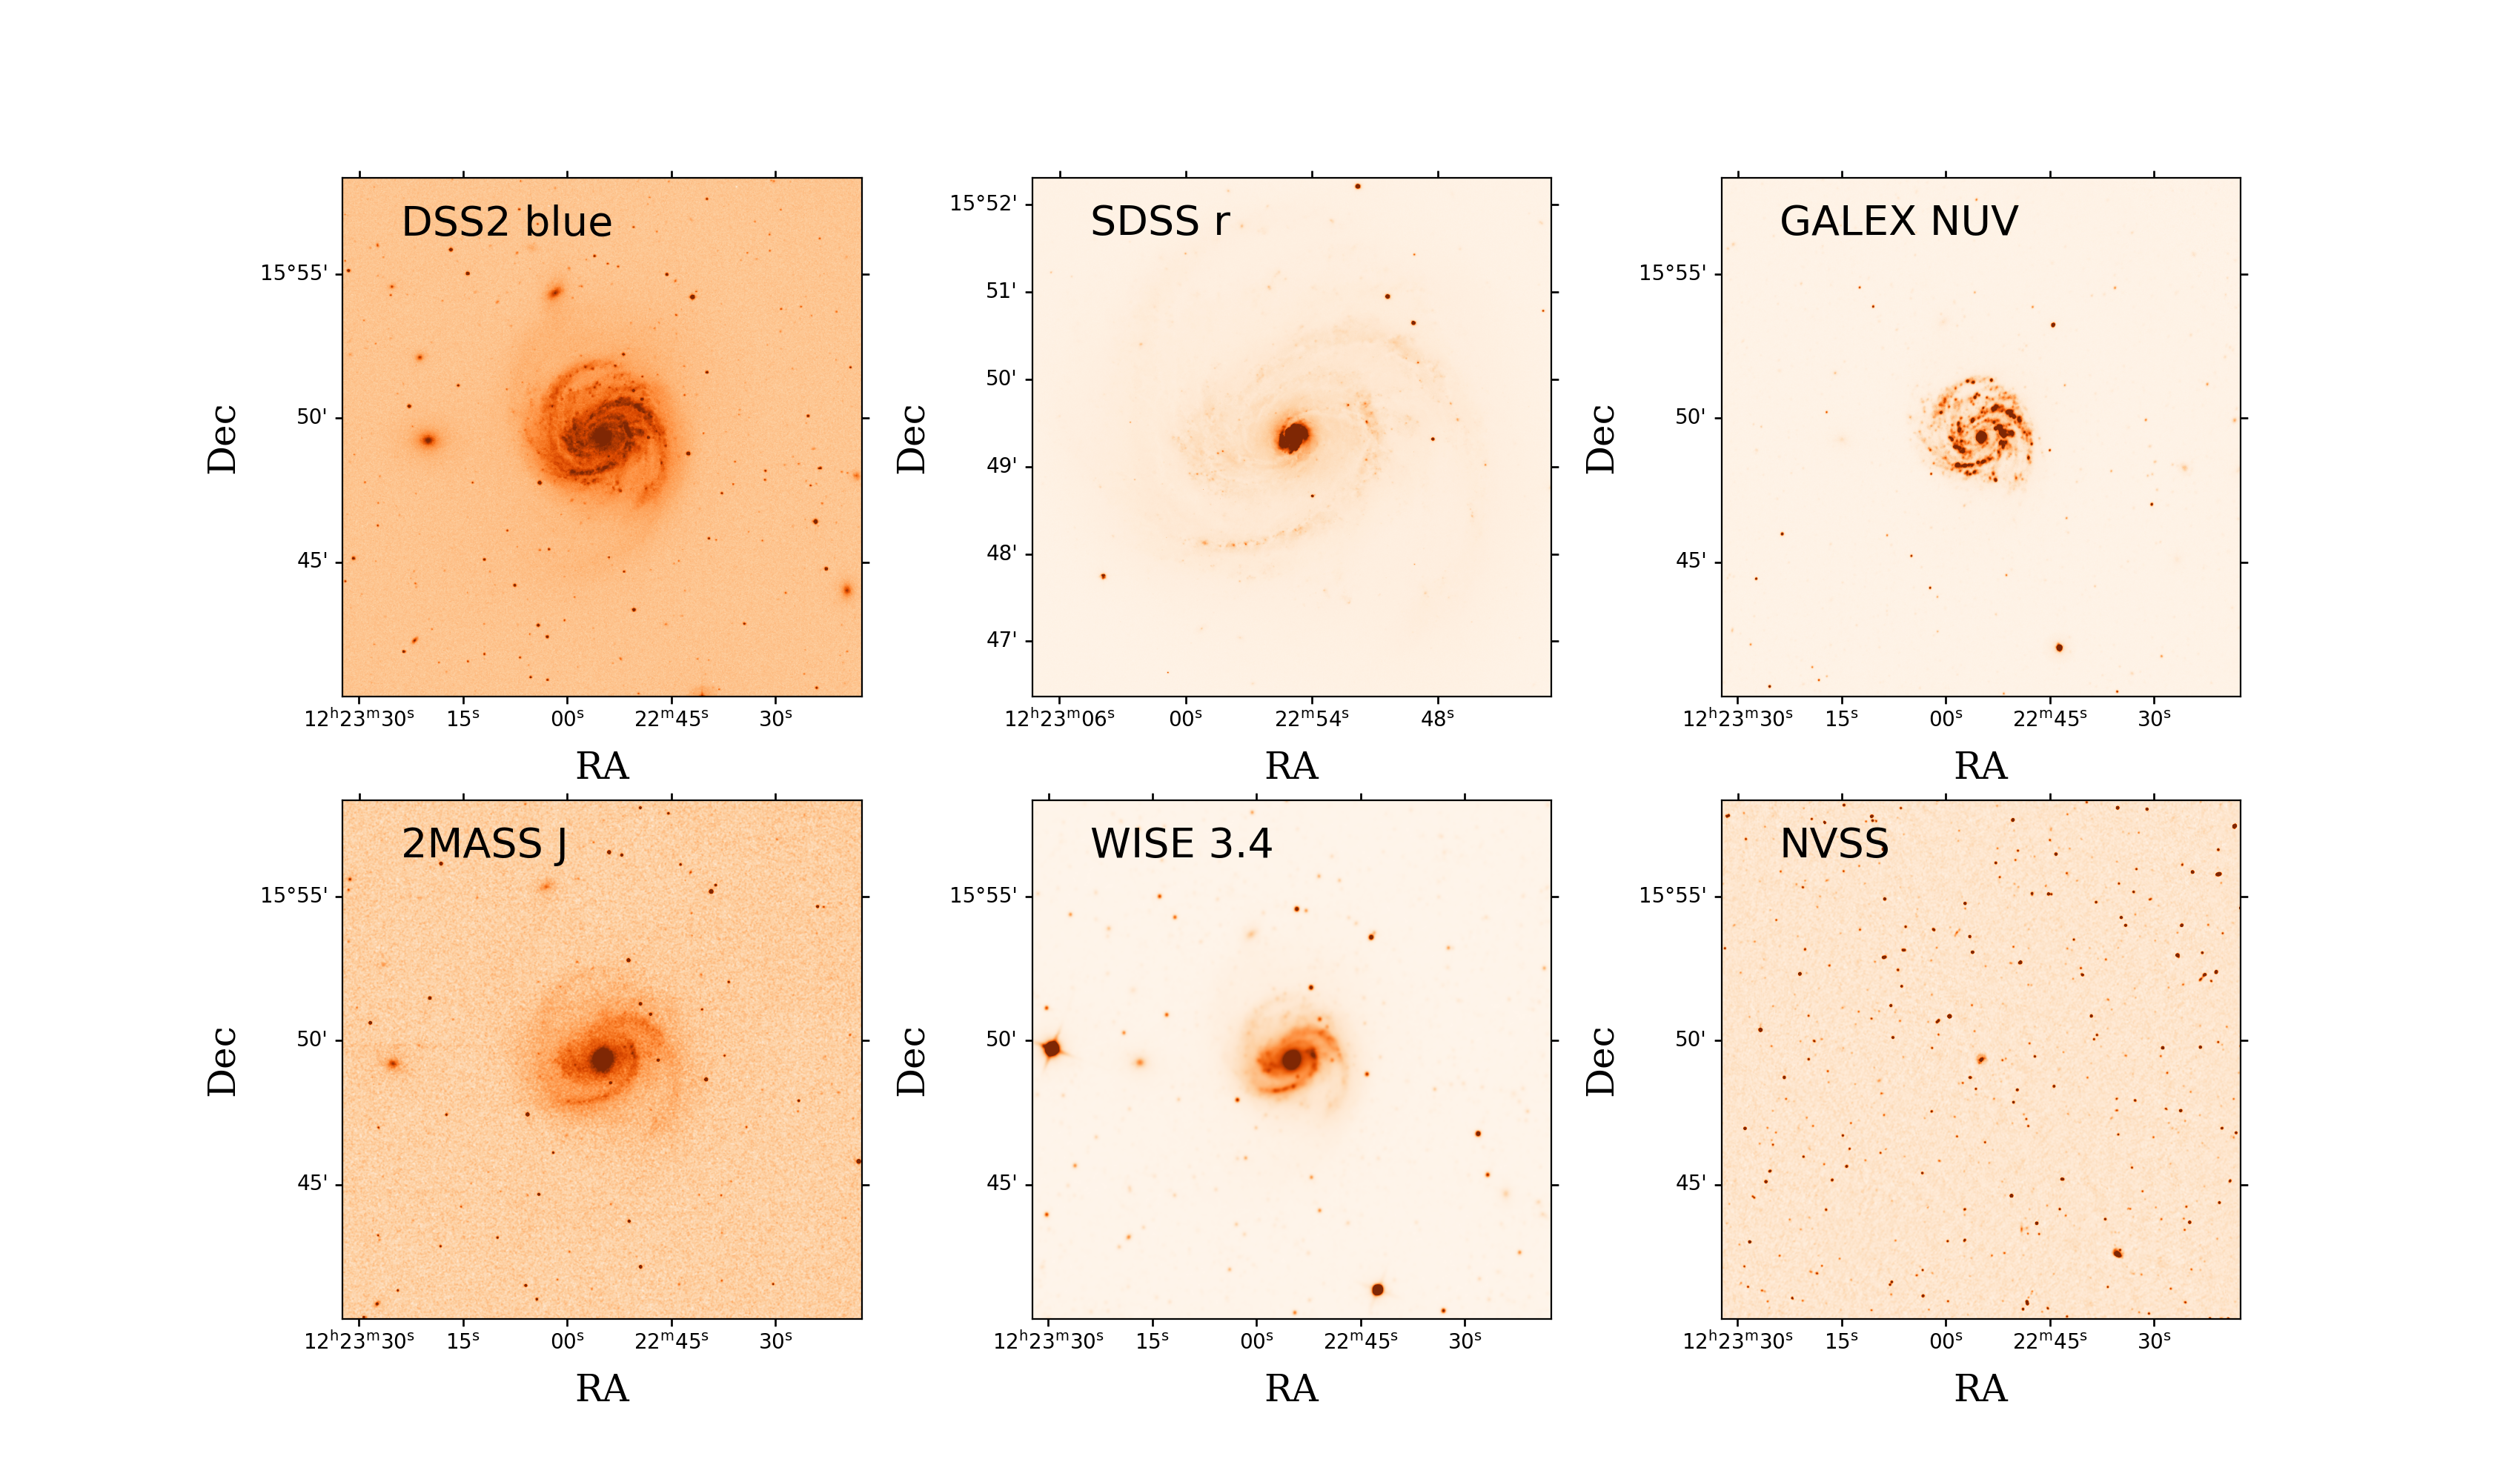 DSS2 blue
Dec
15°55'
50'
45'
12ʰ23ᵐ30ˢ 15ˢ 00ˢ 22ᵐ45ˢ 30ˢ
RA
SDSS r
Dec
15°52'
51'
50'
49'
48'
47'
12ʰ23ᵐ06ˢ 00ˢ 22ᵐ54ˢ 48ˢ
RA
GALEX NUV
Dec
15°55'
50'
45'
12ʰ23ᵐ30ˢ 15ˢ 00ˢ 22ᵐ45ˢ 30ˢ
RA
2MASS J
Dec
15°55'
50'
45'
12ʰ23ᵐ30ˢ 15ˢ 00ˢ 22ᵐ45ˢ 30ˢ
RA
WISE 3.4
Dec
15°55'
50'
45'
12ʰ23ᵐ30ˢ 15ˢ 00ˢ 22ᵐ45ˢ 30ˢ
RA
NVSS
Dec
15°55'
50'
45'
12ʰ23ᵐ30ˢ 15ˢ 00ˢ 22ᵐ45ˢ 30ˢ
RA